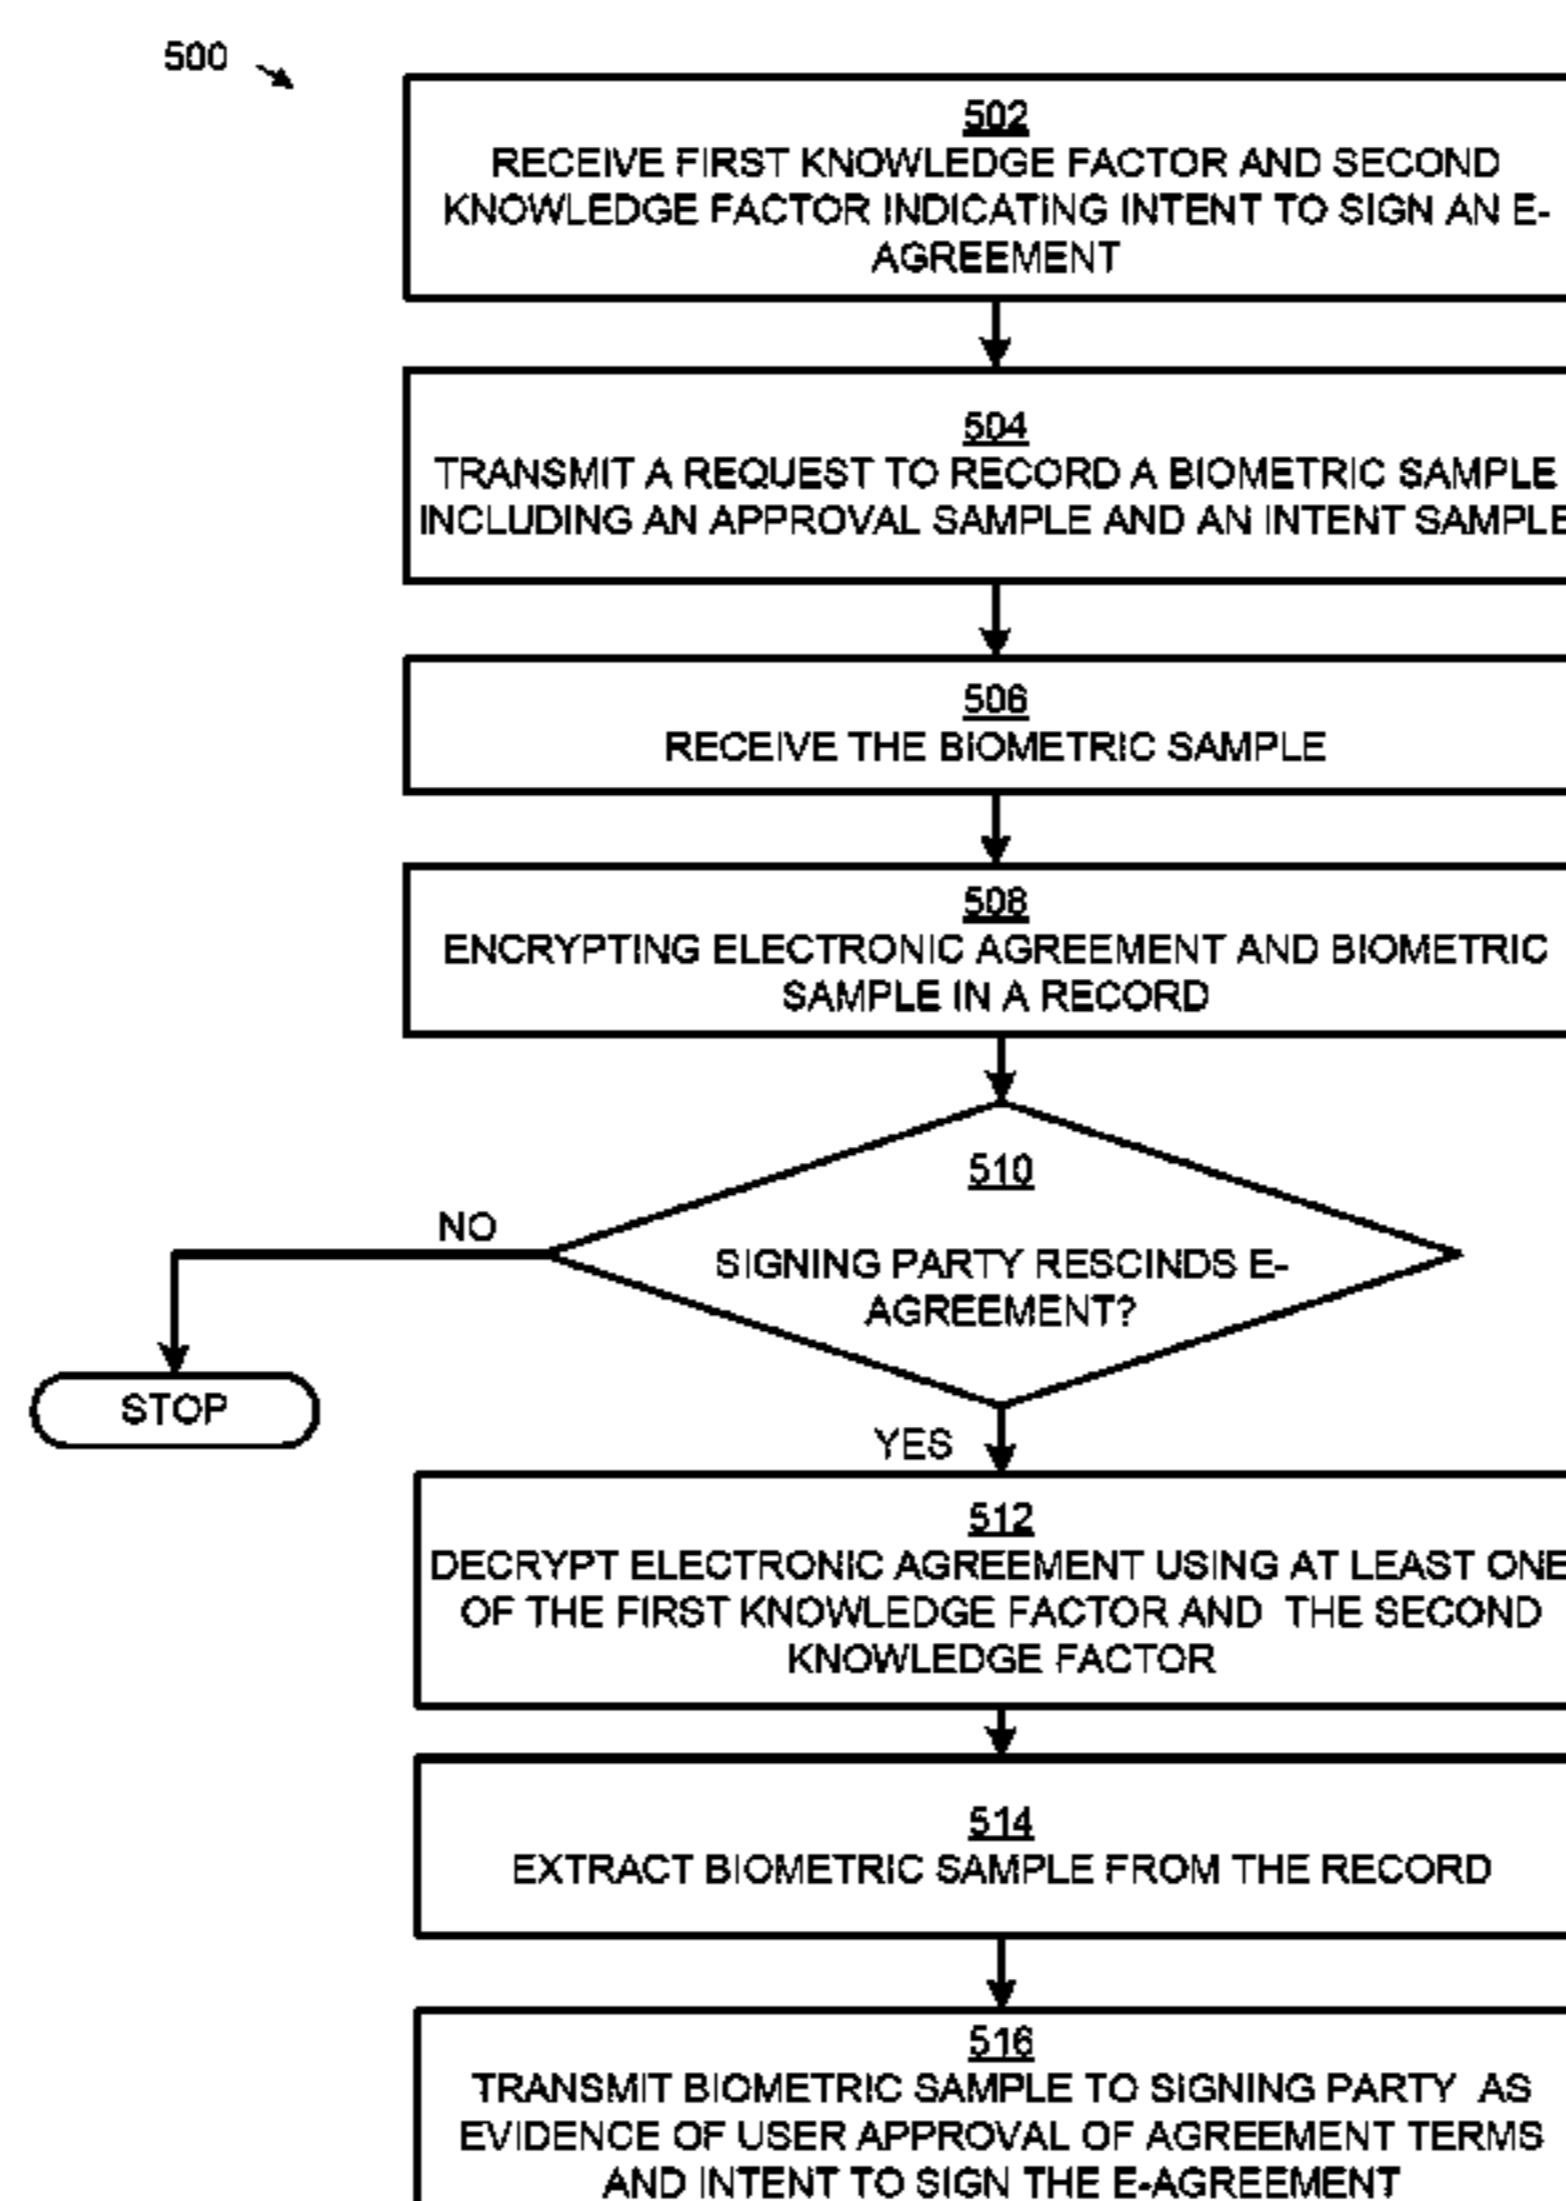 500
502
RECEIVE FIRST KNOWLEDGE FACTOR AND SECOND
KNOWLEDGE FACTOR INDICATING INTENT TO SIGN AN E-
AGREEMENT
504
TRANSMIT A REQUEST TO RECORD A BIOMETRIC SAMPLE
INCLUDING AN APPROVAL SAMPLE AND AN INTENT SAMPLE
506
RECEIVE THE BIOMETRIC SAMPLE
508
ENCRYPTING ELECTRONIC AGREEMENT AND BIOMETRIC
SAMPLE IN A RECORD
510
NO
SIGNING PARTY RESCINDS E-
AGREEMENT?
STOP
YES
512
DECRYPT ELECTRONIC AGREEMENT USING AT LEAST ONE
OF THE FIRST KNOWLEDGE FACTOR AND THE SECOND
KNOWLEDGE FACTOR
514
EXTRACT BIOMETRIC SAMPLE FROM THE RECORD
516
TRANSMIT BIOMETRIC SAMPLE TO SIGNING PARTY AS
EVIDENCE OF USER APPROVAL OF AGREEMENT TERMS
AND INTENT TO SIGN THE E-AGREEMENT